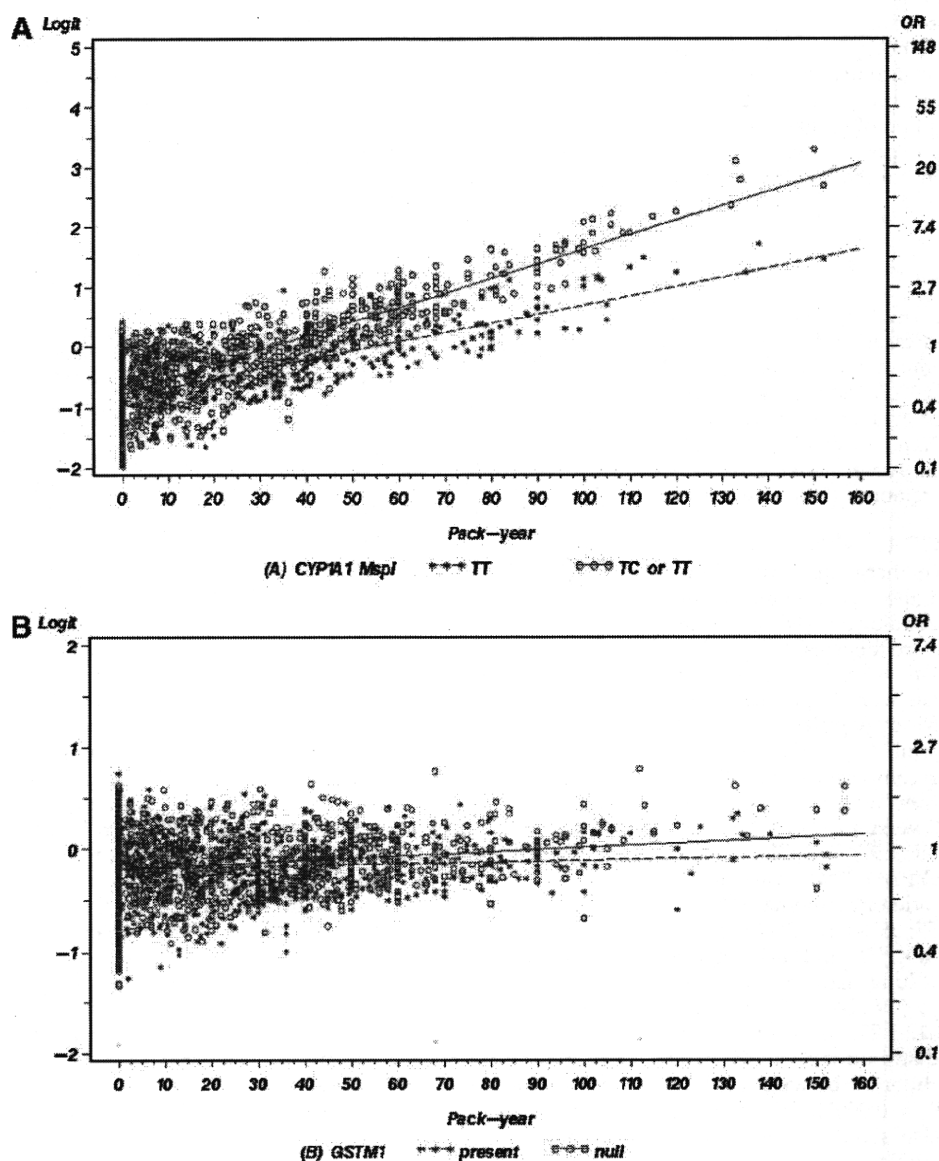 A Logit OR
5 148
4 55
3 20
2 7.4
1 2.7
0 1
−1 0.4
−2 0.1
0 10 20 30 40 50 60 70 80 90 100 110 120 130 140 150 160
Pack−year
(A) CYP1A1 MspI TT TC or TT
B Logit OR
2 7.4
1 2.7
0 1
−1 0.4
−2 0.1
0 10 20 30 40 50 60 70 80 90 100 110 120 130 140 150 160
Pack−year
(B) GSTM1 present null